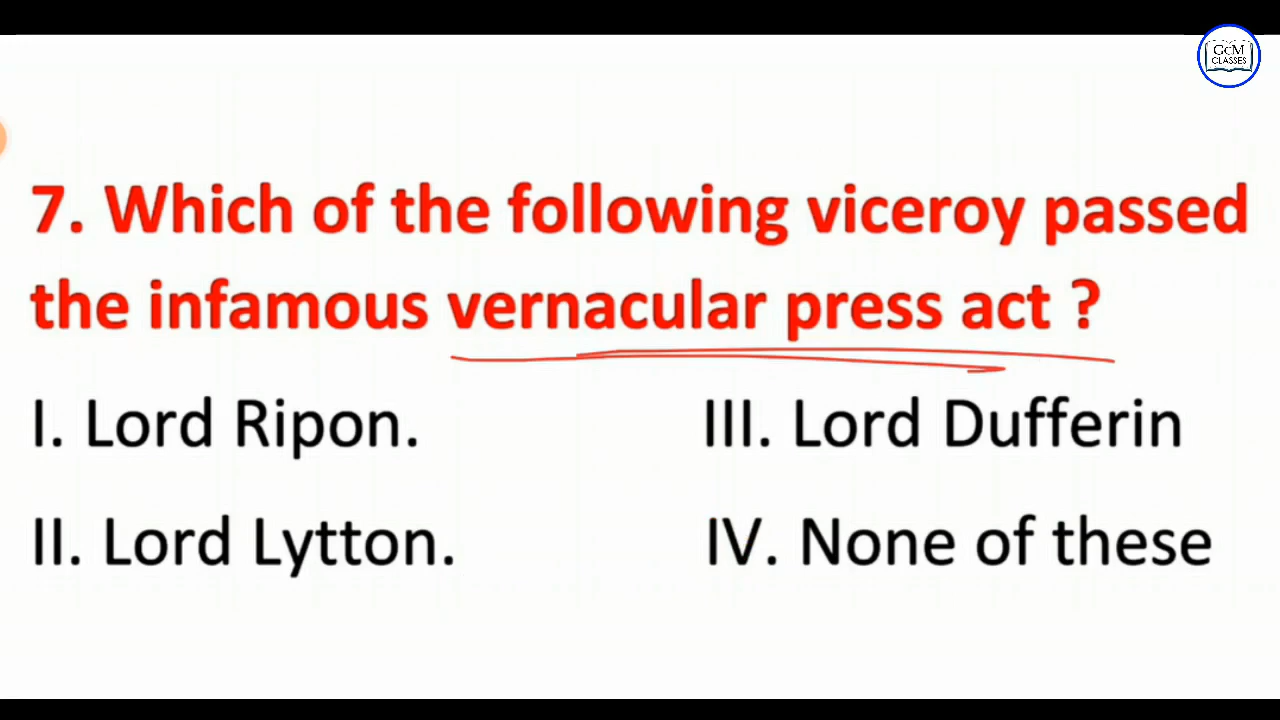 GcM
CLASSES
7. Which of the following viceroy passed
the infamous vernacular press act ?
I. Lord Ripon.
III. Lord Dufferin
II. Lord Lytton.
IV. None of these